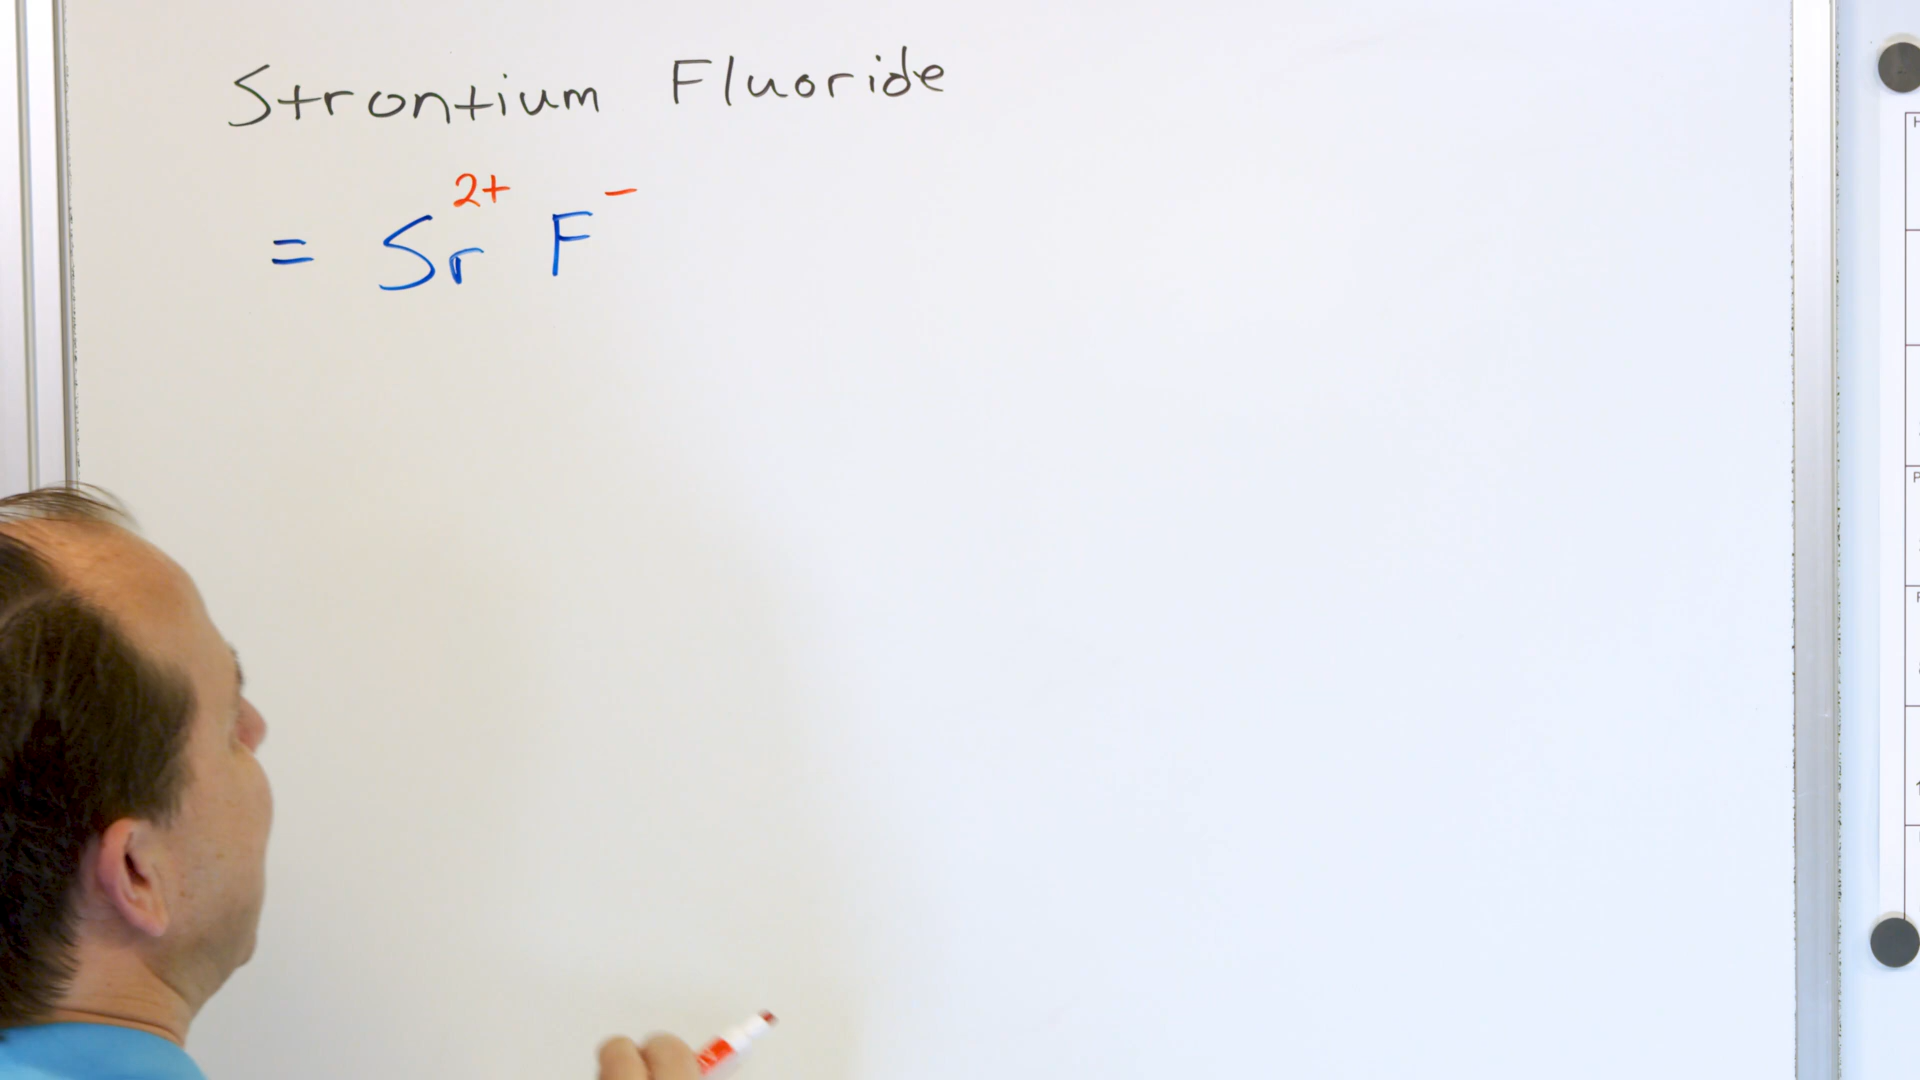 Strontium Fluoride
= Sr²⁺ F⁻
H
P